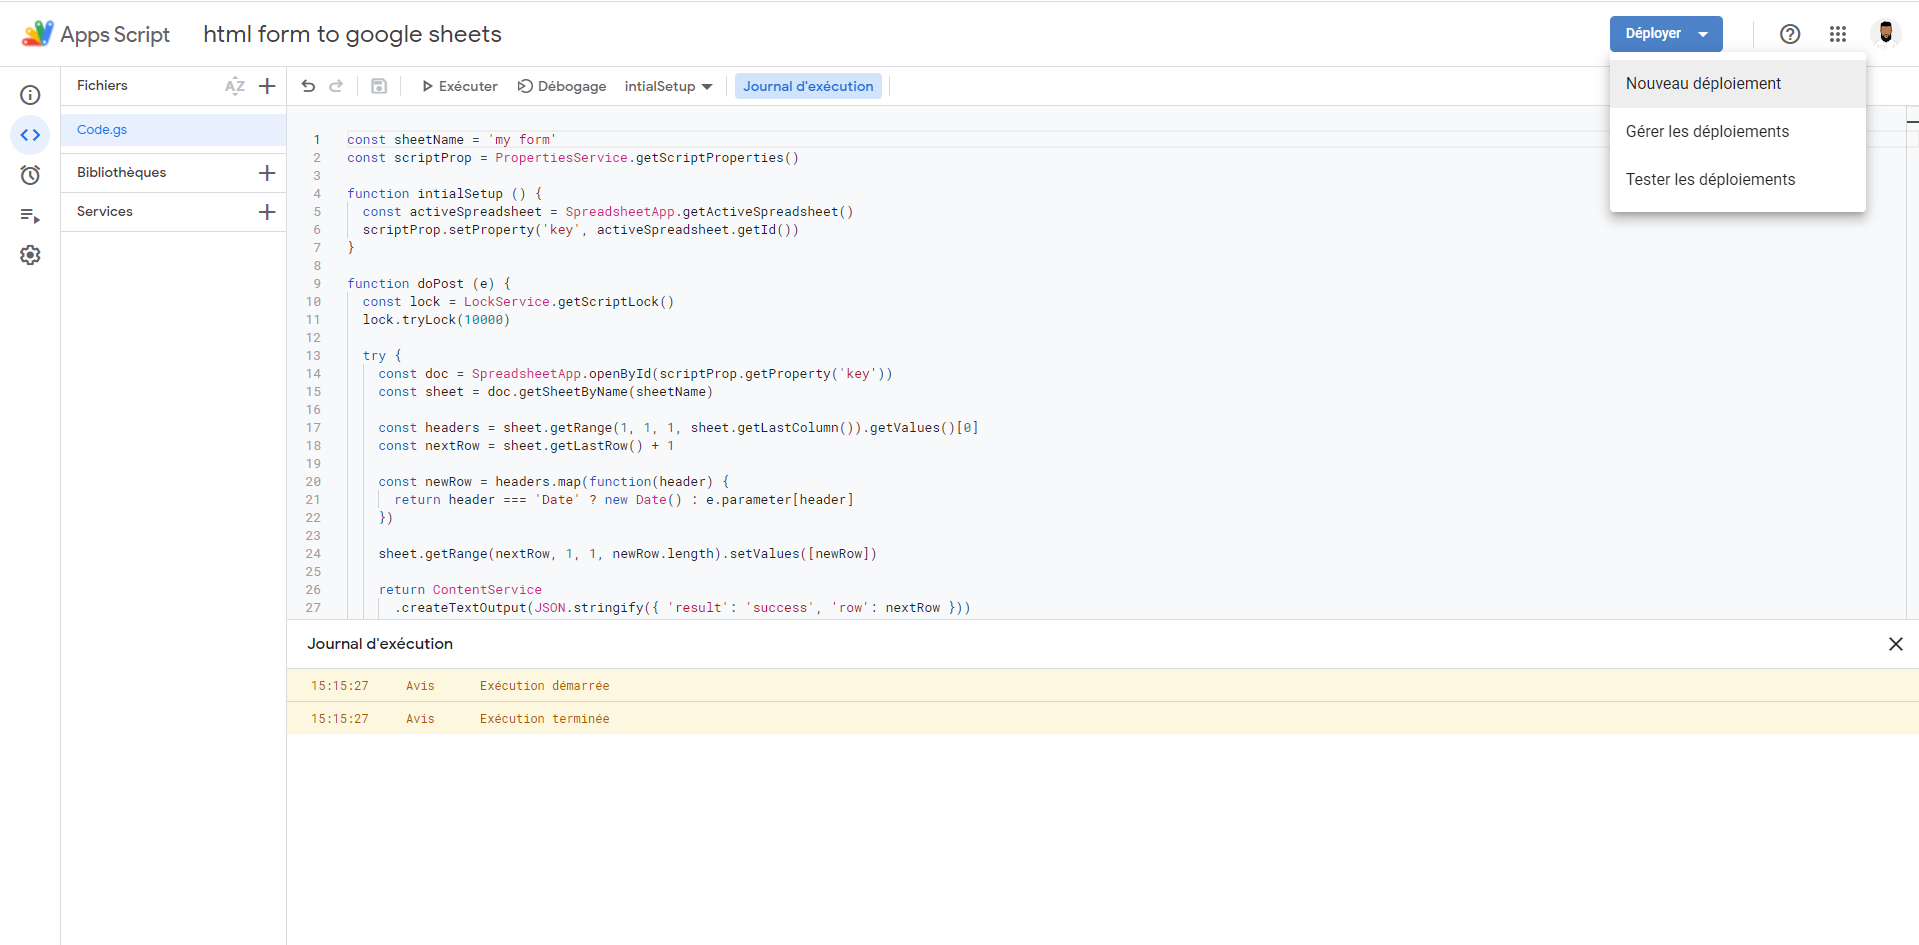 Apps Script html form to google sheets Déployer
Nouveau déploiement
Gérer les déploiements
Tester les déploiements
Fichiers AZ
Exécuter Débogage intialSetup Journal d'exécution
Code.gs
Bibliothèques
Services
1 const sheetName = 'my form'
2 const scriptProp = PropertiesService.getScriptProperties()
3
4 function intialSetup () {
5 const activeSpreadsheet = SpreadsheetApp.getActiveSpreadsheet()
6 scriptProp.setProperty('key', activeSpreadsheet.getId())
7 }
8
9 function doPost (e) {
10 const lock = LockService.getScriptLock()
11 lock.tryLock(10000)
12
13 try {
14 const doc = SpreadsheetApp.openById(scriptProp.getProperty('key'))
15 const sheet = doc.getSheetByName(sheetName)
16
17 const headers = sheet.getRange(1, 1, 1, sheet.getLastColumn()).getValues()[0]
18 const nextRow = sheet.getLastRow() + 1
19
20 const newRow = headers.map(function(header) {
21 return header === 'Date' ? new Date() : e.parameter[header]
22 })
23
24 sheet.getRange(nextRow, 1, 1, newRow.length).setValues([newRow])
25
26 return ContentService
27 .createTextOutput(JSON.stringify({ 'result': 'success', 'row': nextRow }))
Journal d'exécution
15:15:27 Avis Exécution démarrée
15:15:27 Avis Exécution terminée